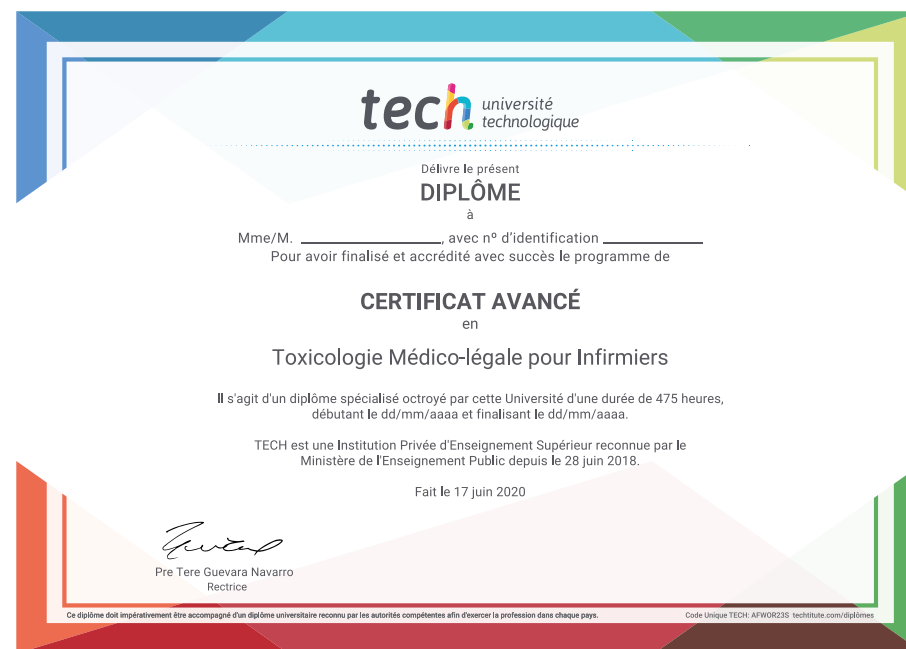 tech université
technologique
Délivre le présent
DIPLÔME
à
Mme/M. ____________________, avec nº d'identification ______________
Pour avoir finalisé et accrédité avec succès le programme de
CERTIFICAT AVANCÉ
en
Toxicologie Médico-légale pour Infirmiers
Il s'agit d'un diplôme spécialisé octroyé par cette Université d'une durée de 475 heures,
débutant le dd/mm/aaaa et finalisant le dd/mm/aaaa.
TECH est une Institution Privée d'Enseignement Supérieur reconnue par le
Ministère de l'Enseignement Public depuis le 28 juin 2018.
Fait le 17 juin 2020
Pre Tere Guevara Navarro
Rectrice
Ce diplôme doit impérativement être accompagné d'un diplôme universitaire reconnu par les autorités compétentes afin d'exercer la profession dans chaque pays.
Code Unique TECH: AFWOR23S techtitute.com/diplômes